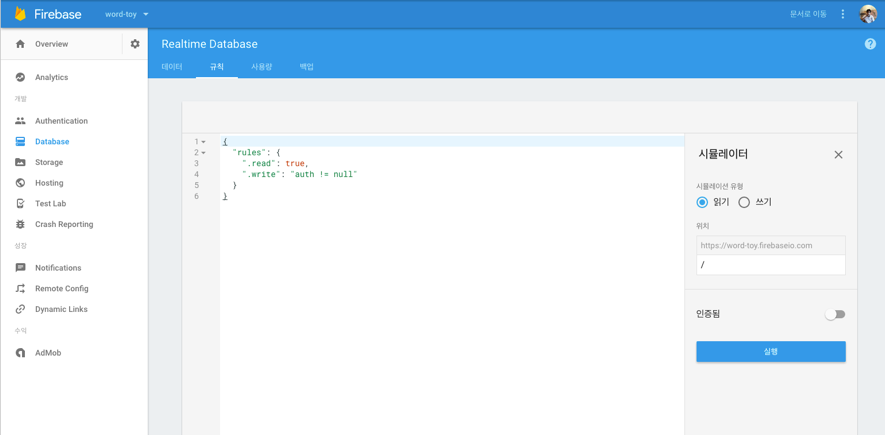 Firebase
word-toy
문서로 이동
Overview
Analytics
개발
Authentication
Database
Storage
Hosting
Test Lab
Crash Reporting
성장
Notifications
Remote Config
Dynamic Links
수익
AdMob
Realtime Database
데이터
규칙
사용량
백업
1 {
2 "rules": {
3 ".read": true,
4 ".write": "auth != null"
5 }
6 }
시뮬레이터
시뮬레이션 유형
읽기 쓰기
위치
https://word-toy.firebaseio.com
/
인증됨
실행